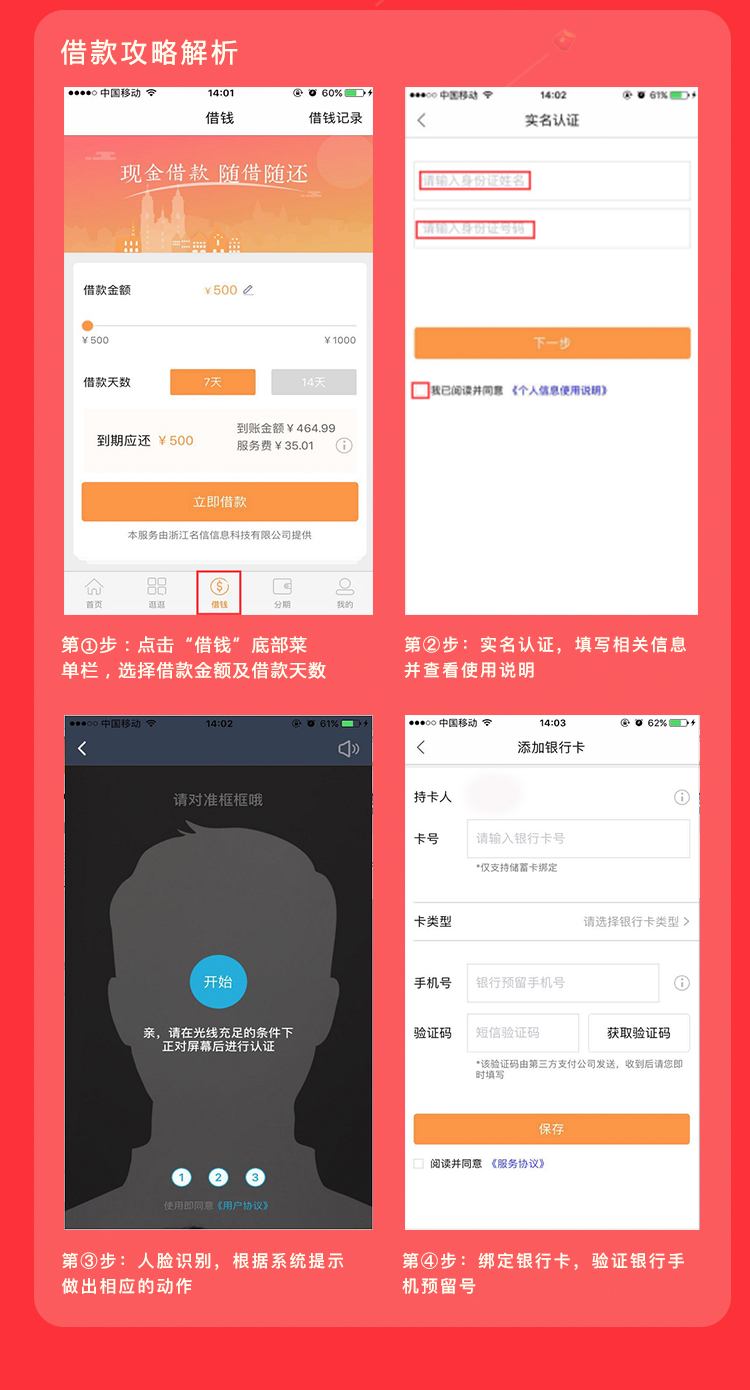 借款攻略解析
●●●●○ 中国移动 14:01 60%
借钱 借钱记录
现金借款 随借随还
借款金额 ¥500
¥500 ¥1000
借款天数 7天 14天
到期应还 ¥500
到账金额¥464.99
服务费¥35.01
立即借款
本服务由浙江名信信息科技有限公司提供
首页 逛逛 借钱 分期 我的
第①步：点击“借钱”底部菜
单栏，选择借款金额及借款天数
●●●○○ 中国移动 14:02 61%
实名认证
请输入身份证姓名
请输入身份证号码
下一步
我已阅读并同意 《个人信息使用说明》
第②步：实名认证，填写相关信息
并查看使用说明
●●●○○ 中国移动 14:02 61%
请对准框框哦
开始
亲，请在光线充足的条件下
正对屏幕后进行认证
1 2 3
使用即同意《用户协议》
第③步：人脸识别，根据系统提示
做出相应的动作
●●●○○ 中国移动 14:03 62%
添加银行卡
持卡人
卡号 请输入银行卡号
*仅支持储蓄卡绑定
卡类型 请选择银行卡类型
手机号 银行预留手机号
验证码 短信验证码 获取验证码
*该验证码由第三方支付公司发送，收到后请您即
时填写
保存
阅读并同意 《服务协议》
第④步：绑定银行卡，验证银行手
机预留号